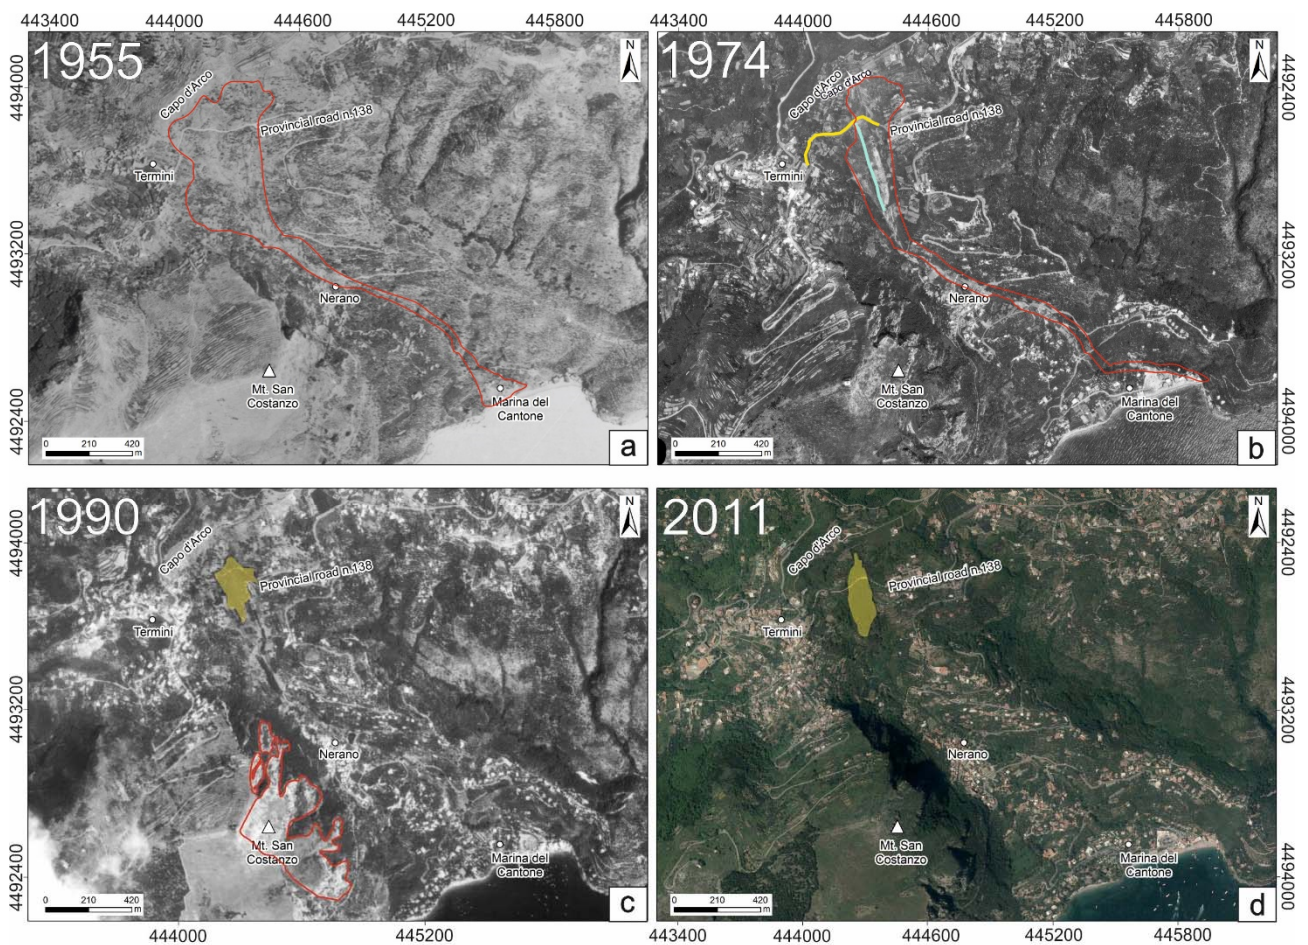 443400 444000 444600 445200 445800
443400 444000 444600 445200 445800
1955
N
4494000
4493200
4492400
Capo d'Arco
Provincial road n.138
Termini
Nerano
Mt. San
Costanzo
Marina del
Cantone
0 210 420
m
a
1974
N
4492400
4493200
4494000
Capo d'Arco
Capo d'Arco
Provincial road n.138
Termini
Nerano
Mt. San
Costanzo
Marina del
Cantone
0 210 420
m
b
1990
N
4494000
4493200
4492400
Capo d'Arco
Provincial road n.138
Termini
Nerano
Mt. San
Costanzo
Marina del
Cantone
0 210 420
m
c
2011
N
4492400
4493200
4494000
Capo d'Arco
Provincial road n.138
Termini
Nerano
Mt. San
Costanzo
Marina del
Cantone
0 210 420
m
d
444000 445200
443400 444000 444600 445200 445800